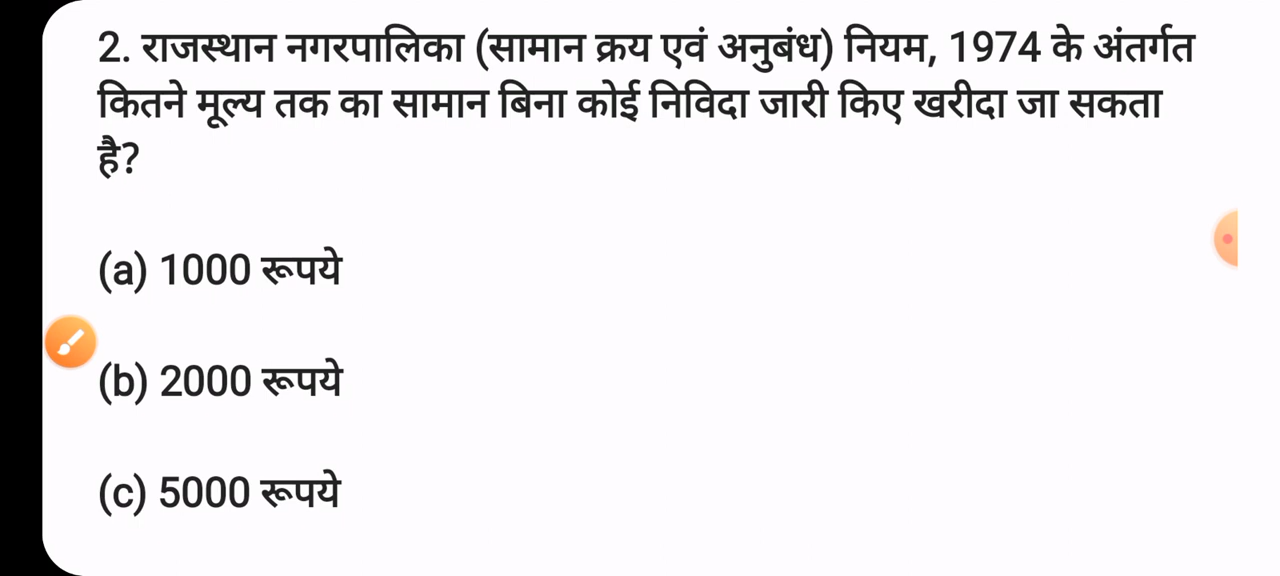 2. राजस्थान नगरपालिका (सामान क्रय एवं अनुबंध) नियम, 1974 के अंतर्गत
कितने मूल्य तक का सामान बिना कोई निविदा जारी किए खरीदा जा सकता
है?
(a) 1000 रूपये
(b) 2000 रूपये
(c) 5000 रूपये